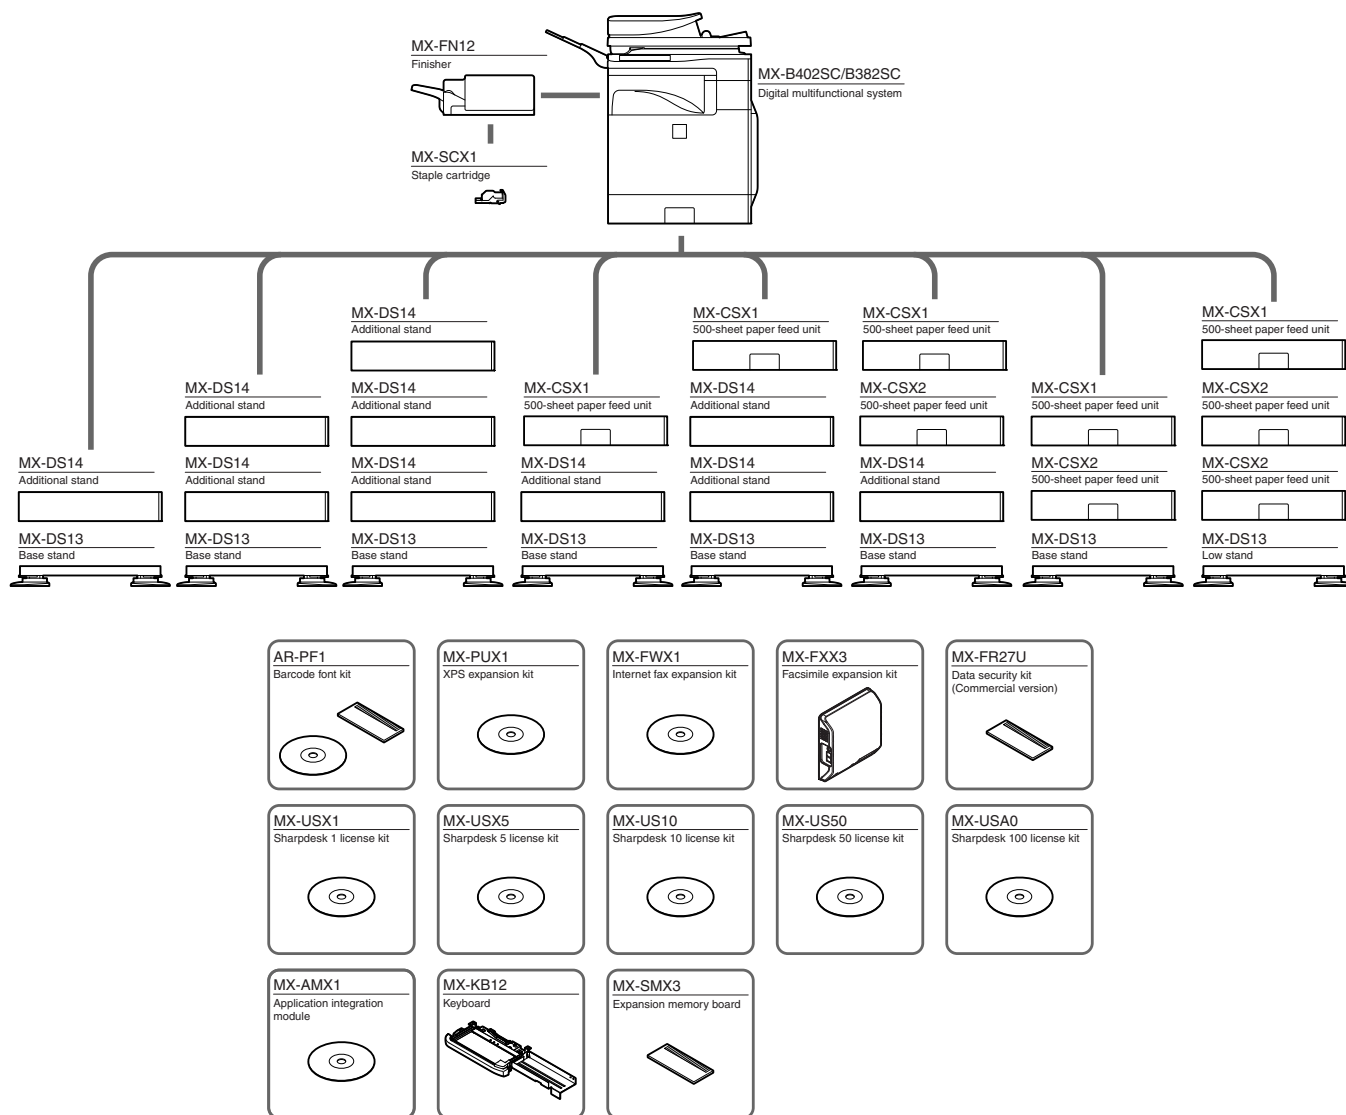 MX-FN12
Finisher
MX-B402SC/B382SC
Digital multifunctional system
MX-SCX1
Staple cartridge
MX-DS14
Additional stand
MX-CSX1
500-sheet paper feed unit
MX-CSX1
500-sheet paper feed unit
MX-CSX1
500-sheet paper feed unit
MX-DS14
Additional stand
MX-DS14
Additional stand
MX-CSX1
500-sheet paper feed unit
MX-DS14
Additional stand
MX-CSX2
500-sheet paper feed unit
MX-CSX1
500-sheet paper feed unit
MX-CSX2
500-sheet paper feed unit
MX-DS14
Additional stand
MX-DS14
Additional stand
MX-DS14
Additional stand
MX-DS14
Additional stand
MX-DS14
Additional stand
MX-DS14
Additional stand
MX-CSX2
500-sheet paper feed unit
MX-CSX2
500-sheet paper feed unit
MX-DS13
Base stand
MX-DS13
Base stand
MX-DS13
Base stand
MX-DS13
Base stand
MX-DS13
Base stand
MX-DS13
Base stand
MX-DS13
Base stand
MX-DS13
Low stand
AR-PF1
Barcode font kit
MX-PUX1
XPS expansion kit
MX-FWX1
Internet fax expansion kit
MX-FXX3
Facsimile expansion kit
MX-FR27U
Data security kit
(Commercial version)
MX-USX1
Sharpdesk 1 license kit
MX-USX5
Sharpdesk 5 license kit
MX-US10
Sharpdesk 10 license kit
MX-US50
Sharpdesk 50 license kit
MX-USA0
Sharpdesk 100 license kit
MX-AMX1
Application integration
module
MX-KB12
Keyboard
MX-SMX3
Expansion memory board